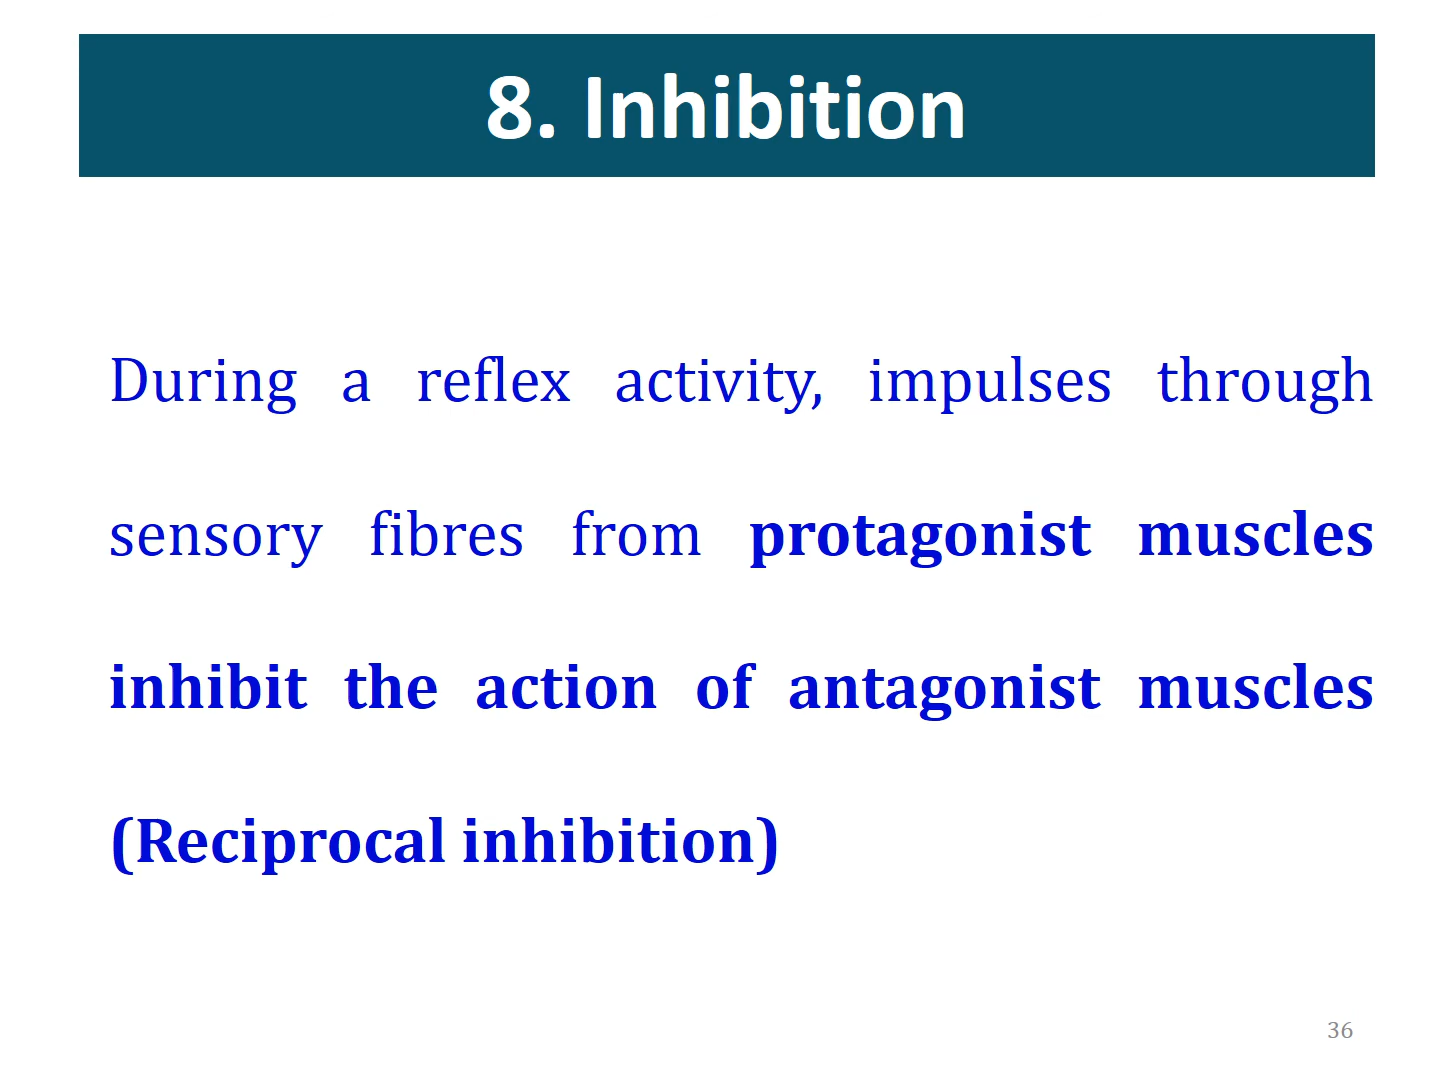 8. Inhibition
During a reflex activity, impulses through
sensory fibres from protagonist muscles
inhibit the action of antagonist muscles
(Reciprocal inhibition)
36